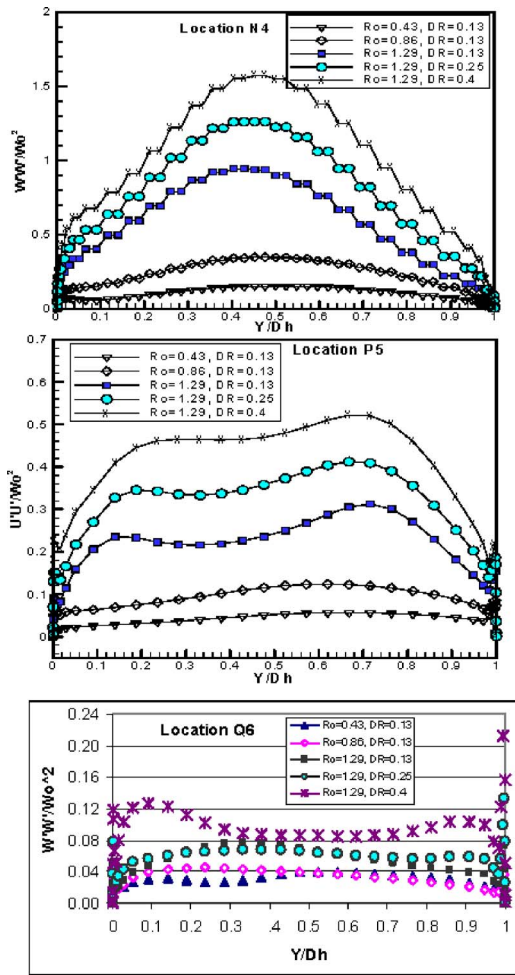 Location N4
Ro=0.43, DR=0.13
Ro=0.86, DR=0.13
Ro=1.29, DR=0.13
Ro=1.29, DR=0.25
Ro=1.29, DR=0.4
W'W'/Wo²
2
1.5
1
0.5
0
0 0.1 0.2 0.3 0.4 0.5 0.6 0.7 0.8 0.9 1
Y/Dh
Location P5
Ro=0.43, DR=0.13
Ro=0.86, DR=0.13
Ro=1.29, DR=0.13
Ro=1.29, DR=0.25
Ro=1.29, DR=0.4
U'U'/Wo²
0.7
0.6
0.5
0.4
0.3
0.2
0.1
0
0 0.1 0.2 0.3 0.4 0.5 0.6 0.7 0.8 0.9 1
Y/Dh
Location Q6
Ro=0.43, DR=0.13
Ro=0.86, DR=0.13
Ro=1.29, DR=0.13
Ro=1.29, DR=0.25
Ro=1.29, DR=0.4
W'W'/Wo^2
0.24
0.20
0.16
0.12
0.08
0.04
0.00
0 .1 .2 .3 .4 0.5 .6 .7 .8 .9 1
Y/Dh